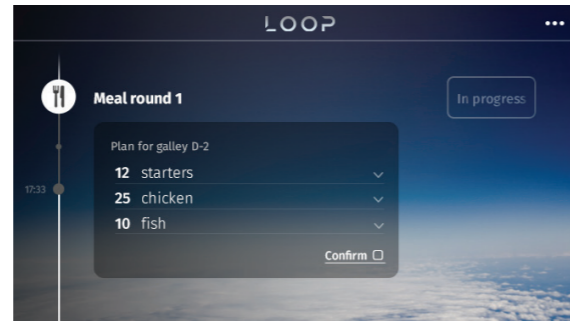 LOOP
Meal round 1
In progress
Plan for galley D-2
12 starters
17:33
25 chicken
10 fish
Confirm